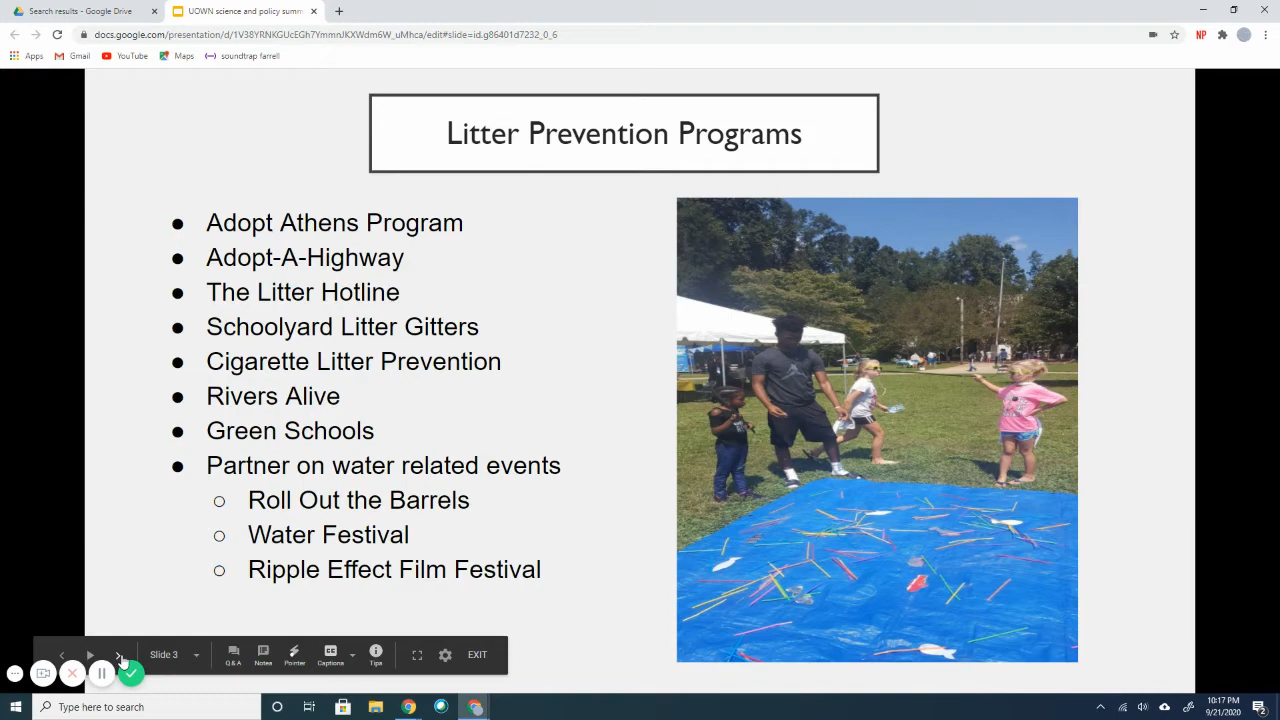 Search results - Google Drive
UOWN science and policy summ
docs.google.com/presentation/d/1V38YRNKGUcEGh7YmmnJKXWdm6W_uMhca/edit#slide=id.g86401d7232_0_6
NP
Apps
Gmail
YouTube
Maps
soundtrap farrell
Litter Prevention Programs
● Adopt Athens Program
● Adopt-A-Highway
● The Litter Hotline
● Schoolyard Litter Gitters
● Cigarette Litter Prevention
● Rivers Alive
● Green Schools
● Partner on water related events
○ Roll Out the Barrels
○ Water Festival
○ Ripple Effect Film Festival
Slide 3
Q&A
Notes
Pointer
Captions
Tips
EXIT
Type here to search
10:17 PM
9/21/2020
2